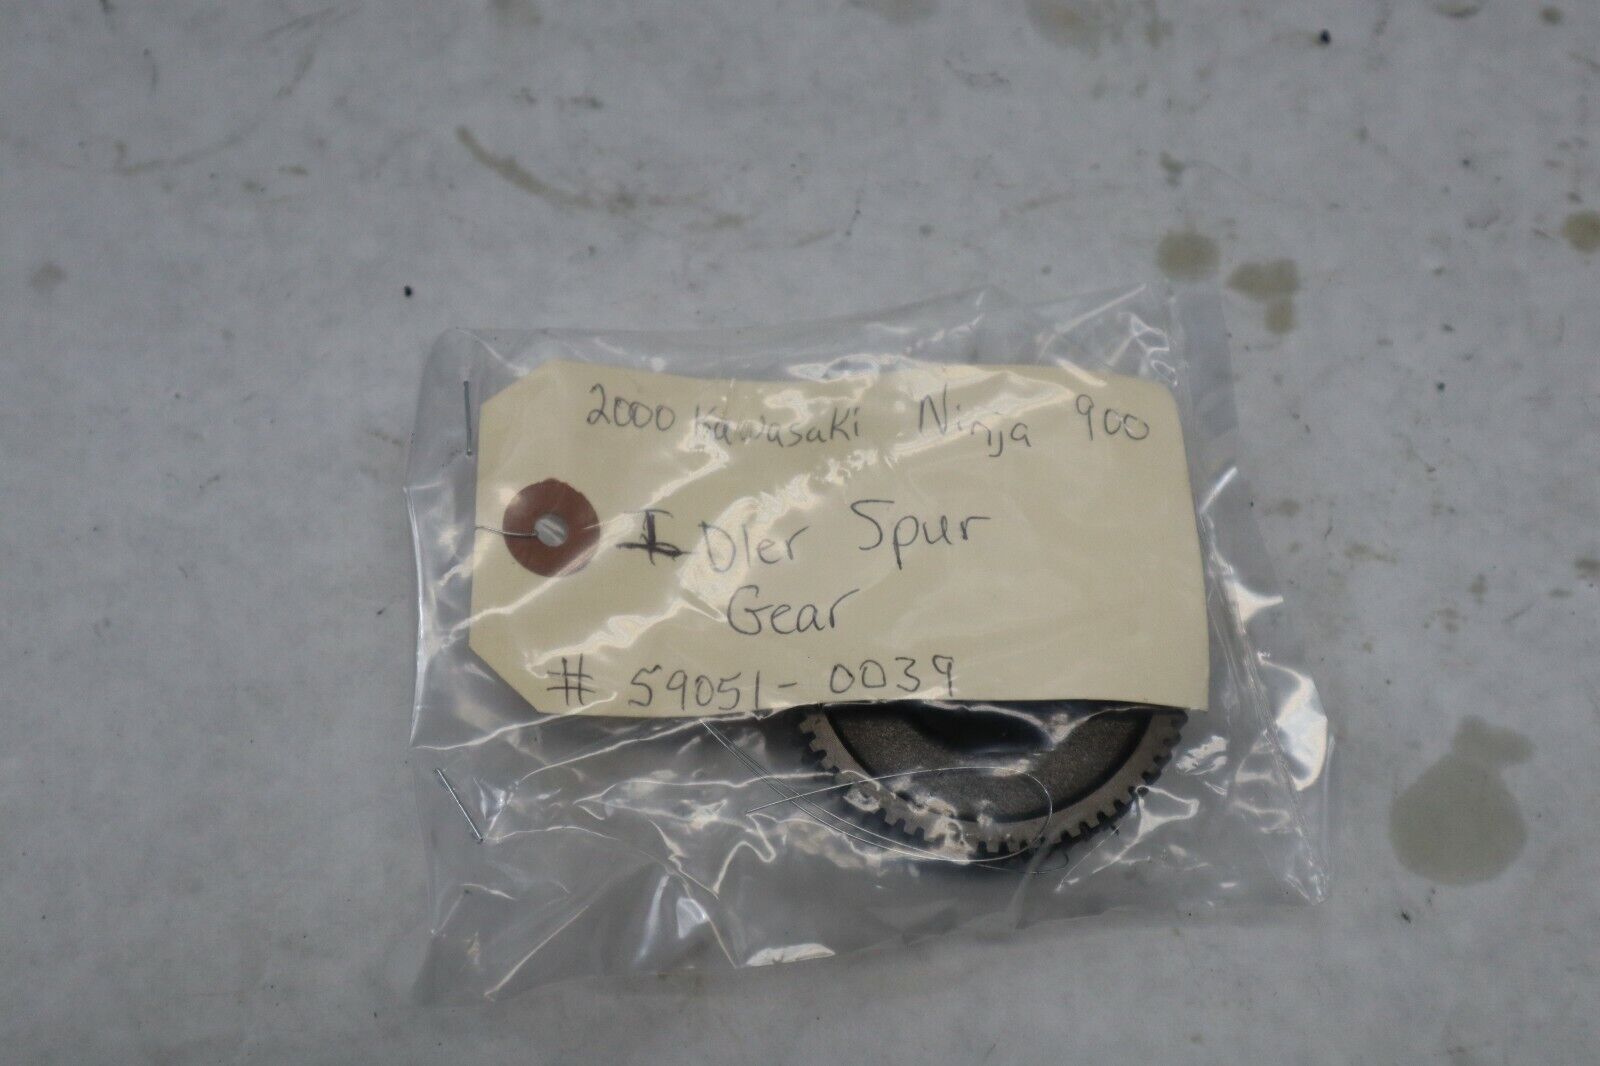 2000 Kawasaki Ninja 900
IDler Spur
Gear
# 59051-0039